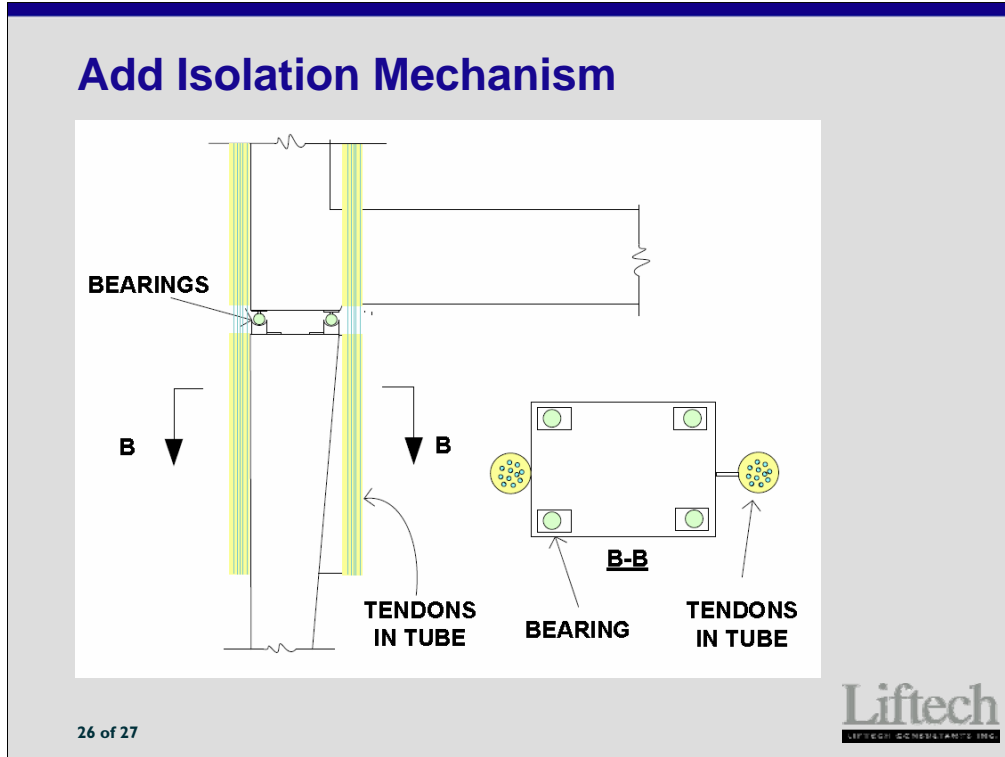 Add Isolation Mechanism
BEARINGS
B
B
B-B
TENDONS
IN TUBE
BEARING
TENDONS
IN TUBE
26 of 27
Liftech
LIFTECH CONSULTANTS INC.